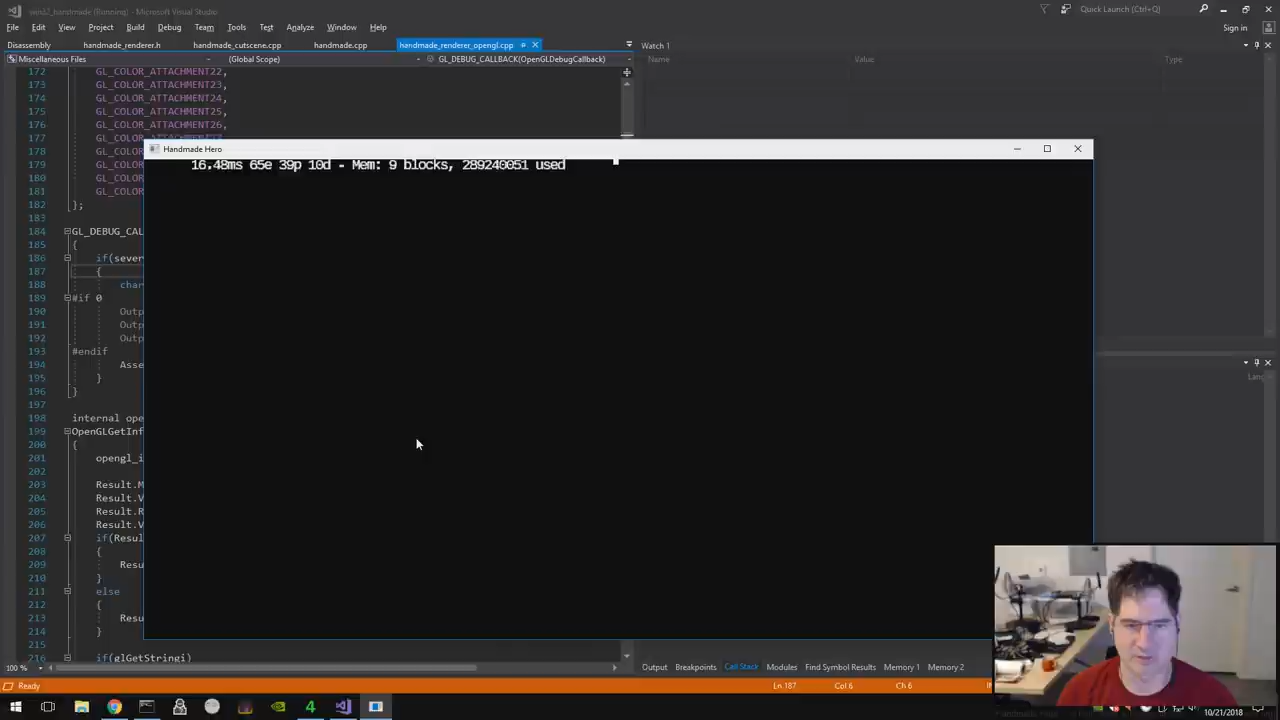 win32_handmade (Running) - Microsoft Visual Studio
Quick Launch (Ctrl+Q)
File Edit View Project Build Debug Team Tools Test Analyze Window Help
Sign in
Disassembly handmade_renderer.h handmade_cutscene.cpp handmade.cpp handmade_renderer_opengl.cpp
Watch 1
Miscellaneous Files (Global Scope) GL_DEBUG_CALLBACK(OpenGLDebugCallback)
Name Value Type
172 GL_COLOR_ATTACHMENT22,
173 GL_COLOR_ATTACHMENT23,
174 GL_COLOR_ATTACHMENT24,
175 GL_COLOR_ATTACHMENT25,
176 GL_COLOR_ATTACHMENT26,
177
Handmade Hero
16.48ms 65e 39p 10d - Mem: 9 blocks, 289240051 used
178 GL_COLOR
179 GL_COLOR
180 GL_COLOR
181 GL_COLOR
182 };
183
184 GL_DEBUG_CAL
185 {
186 if(sever
187 {
188 char
189 #if 0
190 Outp
191 Outp
192 Outp
193 #endif
194 Asse
195 }
196 }
197
198 internal ope
199 OpenGLGetInf
200 {
201 opengl_i
202
203 Result.M
204 Result.V
205 Result.R
206 Result.V
207 if(Resul
208 {
209 Resu
210 }
211 else
212 {
213 Resu
214 }
215
216 if(glGetStringi)
Lang
100 %
Output Breakpoints Call Stack Modules Find Symbol Results Memory 1 Memory 2
Ready Ln 187 Col 6 Ch 6
10/21/2018